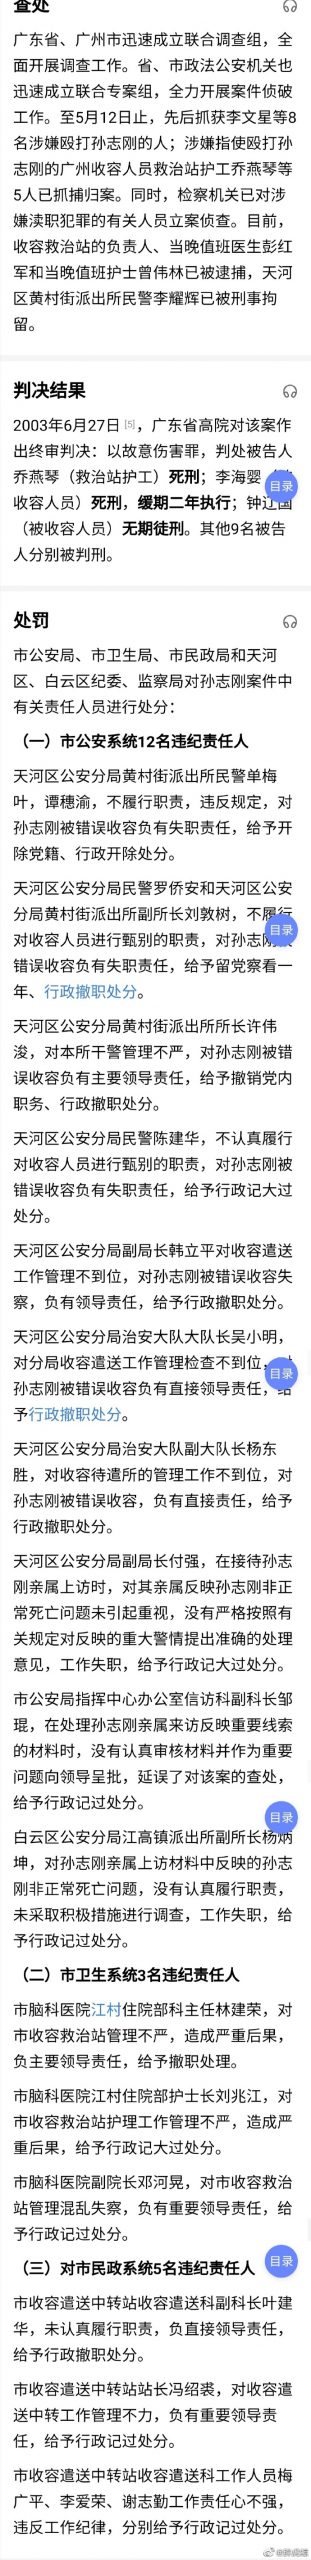 查处
广东省、广州市迅速成立联合调查组，全
面开展调查工作。省、市政法公安机关也
迅速成立联合专案组，全力开展案件侦破
工作。至5月12日止，先后抓获李文星等8
名涉嫌殴打孙志刚的人；涉嫌指使殴打孙
志刚的广州收容人员救治站护工乔燕琴等
5人已抓捕归案。同时，检察机关已对涉
嫌渎职犯罪的有关人员立案侦查。目前，
收容救治站的负责人、当晚值班医生彭红
军和当晚值班护士曾伟林已被逮捕，天河
区黄村街派出所民警李耀辉已被刑事拘
留。
判决结果
2003年6月27日 [5]，广东省高院对该案作
出终审判决：以故意伤害罪，判处被告人
乔燕琴（救治站护工）死刑；李海婴
目录
收容人员）死刑，缓期二年执行；钟辽国
（被收容人员）无期徒刑。其他9名被告
人分别被判刑。
处罚
市公安局、市卫生局、市民政局和天河
区、白云区纪委、监察局对孙志刚案件中
有关责任人员进行处分：
（一）市公安系统12名违纪责任人
天河区公安分局黄村街派出所民警单梅
叶，谭穗渝，不履行职责，违反规定，对
孙志刚被错误收容负有失职责任，给予开
除党籍、行政开除处分。
天河区公安分局民警罗侨安和天河区公安
分局黄村街派出所副所长刘敦树，不履行
目录
对收容人员进行甄别的职责，对孙志刚
错误收容负有失职责任，给予留党察看一
年、行政撤职处分。
天河区公安分局黄村街派出所所长许伟
浚，对本所干警管理不严，对孙志刚被错
误收容负有主要领导责任，给予撤销党内
职务、行政撤职处分。
天河区公安分局民警陈建华，不认真履行
对收容人员进行甄别的职责，对孙志刚被
错误收容负有失职责任，给予行政记大过
处分。
天河区公安分局副局长韩立平对收容遣送
工作管理不到位，对孙志刚被错误收容失
察，负有领导责任，给予行政撤职处分。
天河区公安分局治安大队大队长吴小明，
对分局收容遣送工作管理检查不到位，对
目录
孙志刚被错误收容负有直接领导责任，给
予行政撤职处分。
天河区公安分局治安大队副大队长杨东
胜，对收容待遣所的管理工作不到位，对
孙志刚被错误收容，负有直接责任，给予
行政撤职处分。
天河区公安分局副局长付强，在接待孙志
刚亲属上访时，对其亲属反映孙志刚非正
常死亡问题未引起重视，没有严格按照有
关规定对反映的重大警情提出准确的处理
意见，工作失职，给予行政记大过处分。
市公安局指挥中心办公室信访科副科长邹
琨，在处理孙志刚亲属来访反映重要线索
的材料时，没有认真审核材料并作为重要
问题向领导呈批，延误了对该案的查处，
给予行政记过处分。
目录
白云区公安分局江高镇派出所副所长杨炳
坤，对孙志刚亲属上访材料中反映的孙志
刚非正常死亡问题，没有认真履行职责，
未采取积极措施进行调查，工作失职，给
予行政记过处分。
（二）市卫生系统3名违纪责任人
市脑科医院江村住院部科主任林建荣，对
市收容救治站管理不严，造成严重后果，
负主要领导责任，给予撤职处理。
市脑科医院江村住院部护士长刘兆江，对
市收容救治站护理工作管理不严，造成严
重后果，给予行政记大过处分。
市脑科医院副院长邓河晃，对市收容救治
站管理混乱失察，负有重要领导责任，给
予行政记过处分。
目录
（三）对市民政系统5名违纪责任人
市收容遣送中转站收容遣送科副科长叶建
华，未认真履行职责，负直接领导责任，
给予行政撤职处分。
市收容遣送中转站站长冯绍裘，对收容遣
送中转工作管理不力，负有重要领导责
任，给予行政记过处分。
市收容遣送中转站收容遣送科工作人员梅
广平、李爱荣、谢志勤工作责任心不强，
违反工作纪律，分别给予行政记过处分。